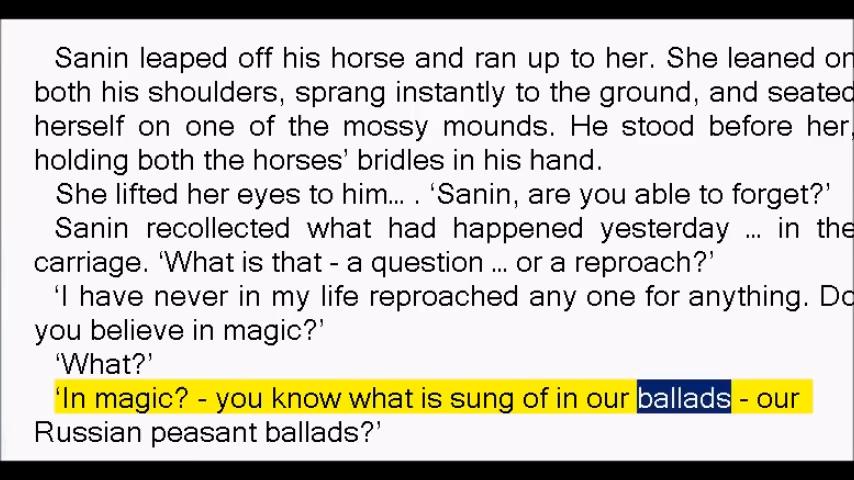 Sanin leaped off his horse and ran up to her. She leaned on
both his shoulders, sprang instantly to the ground, and seated
herself on one of the mossy mounds. He stood before her,
holding both the horses’ bridles in his hand.
She lifted her eyes to him... . ‘Sanin, are you able to forget?’
Sanin recollected what had happened yesterday ... in the
carriage. ‘What is that - a question ... or a reproach?’
‘I have never in my life reproached any one for anything. Do
you believe in magic?’
‘What?’
‘In magic? - you know what is sung of in our ballads - our
Russian peasant ballads?’